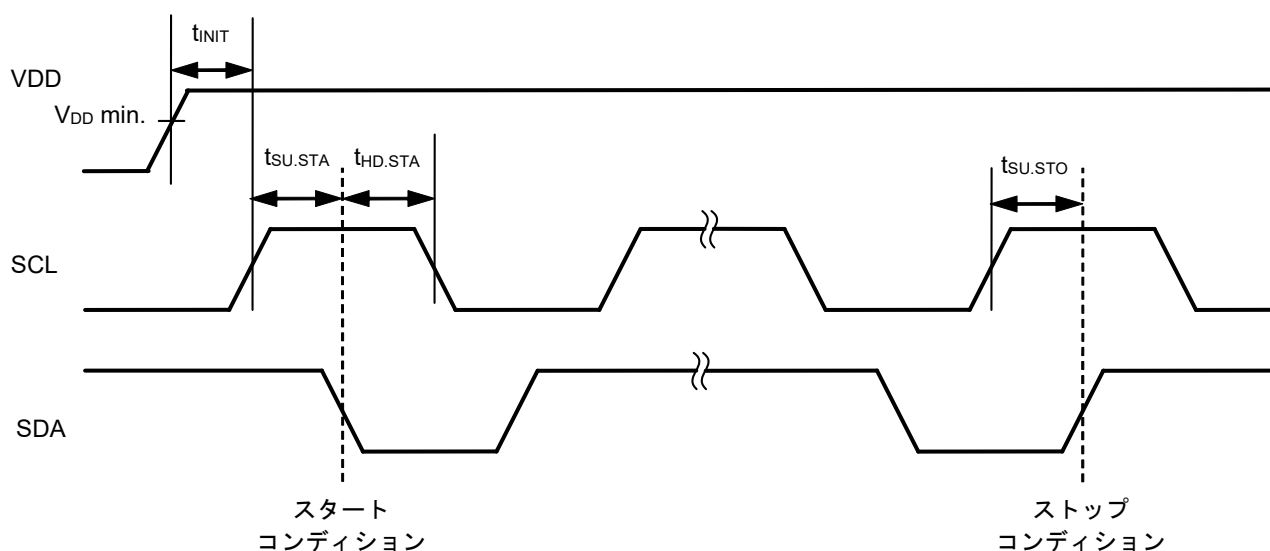 tINIT
VDD
VDD min.
tSU.STA
tHD.STA
tSU.STO
SCL
SDA
スタート
コンディション
ストップ
コンディション